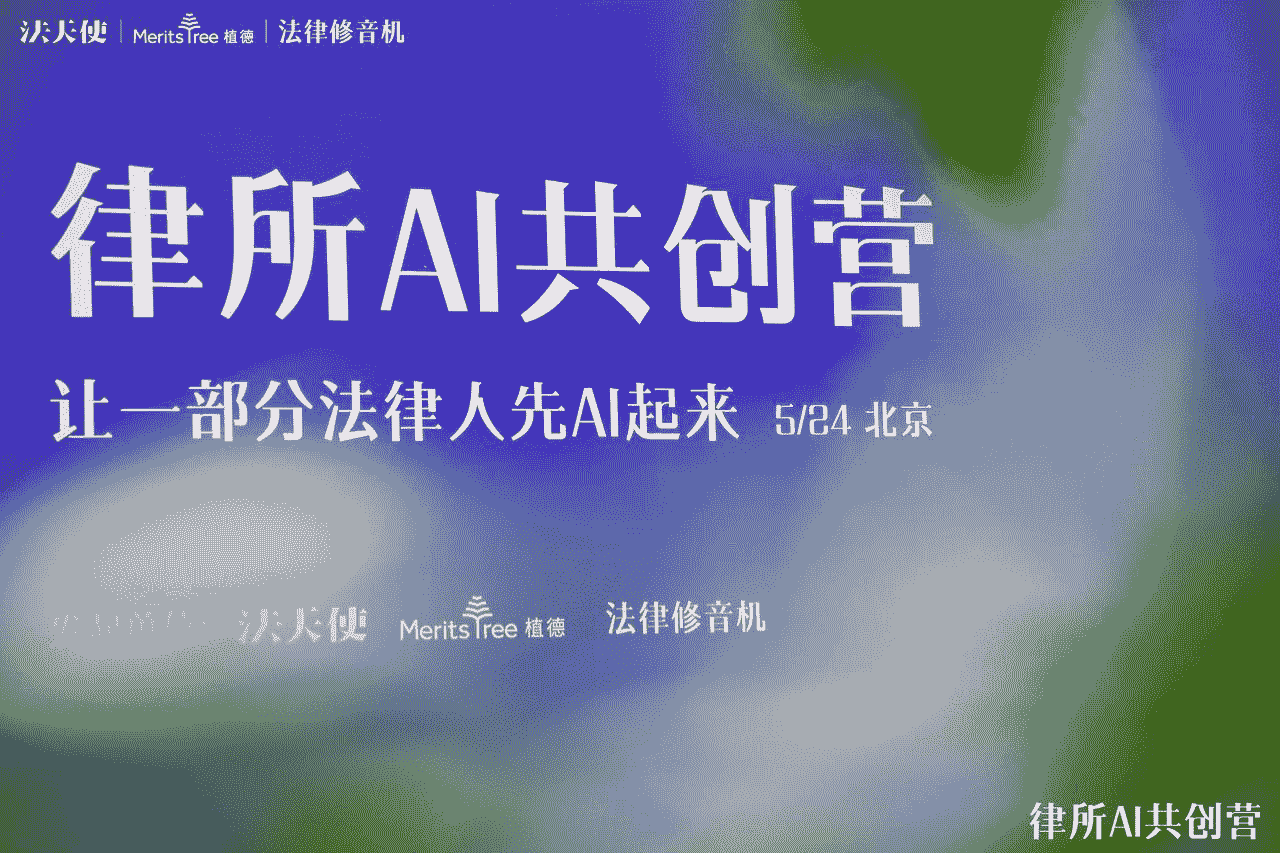 法天使 | MeritsTree 植德 | 法律修音机
律所AI共创营
让一部分法律人先AI起来 5/24 北京
法天使 MeritsTree 植德 法律修音机
律所AI共创营